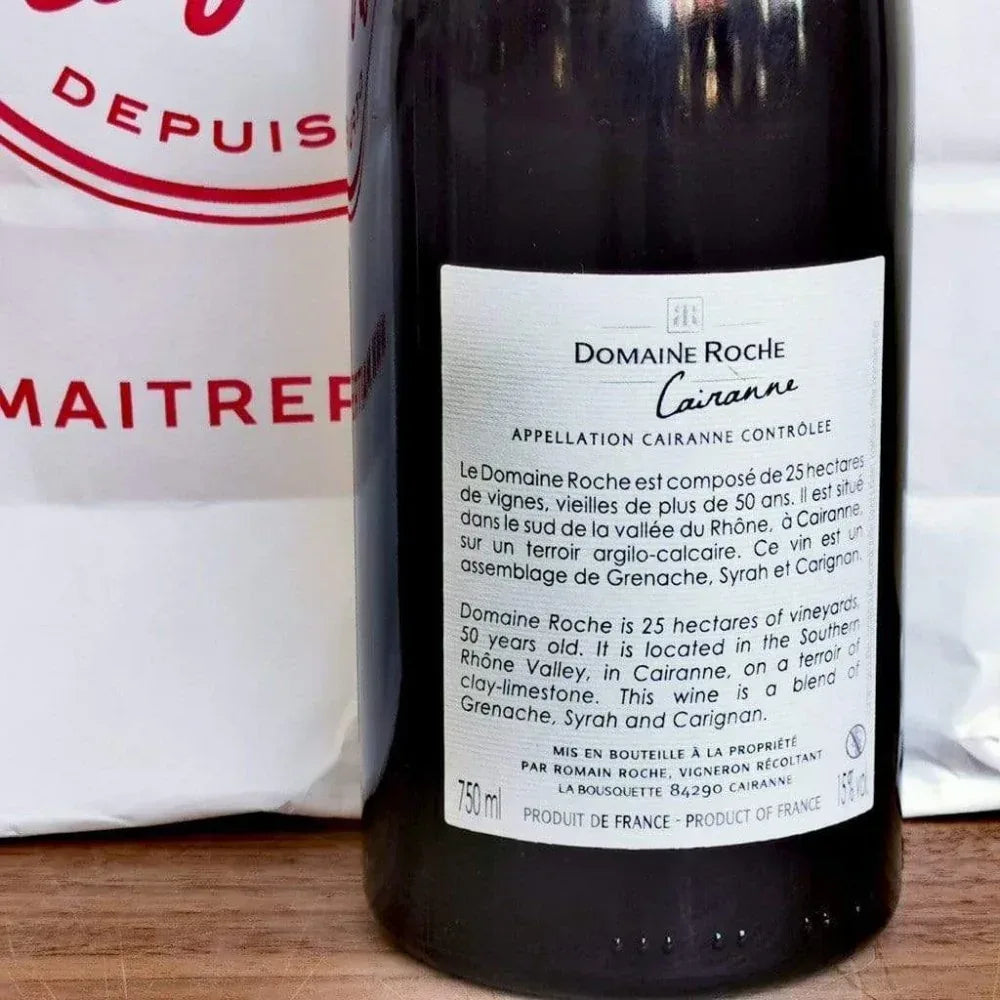 DEPUIS
MAITRE
DOMAINE ROCHE
Cairanne
APPELLATION CAIRANNE CONTRÔLEE
Le Domaine Roche est composé de 25 hectares
de vignes, vieilles de plus de 50 ans. Il est situé
dans le sud de la vallée du Rhône, à Cairanne,
sur un terroir argilo-calcaire. Ce vin est un
assemblage de Grenache, Syrah et Carignan.
Domaine Roche is 25 hectares of vineyards,
50 years old. It is located in the Southern
Rhône Valley, in Cairanne, on a terroir of
clay-limestone. This wine is a blend of
Grenache, Syrah and Carignan.
MIS EN BOUTEILLE À LA PROPRIÉTÉ
PAR ROMAIN ROCHE, VIGNERON RÉCOLTANT
LA BOUSQUETTE 84290 CAIRANNE
750 ml
15% vol.
PRODUIT DE FRANCE - PRODUCT OF FRANCE